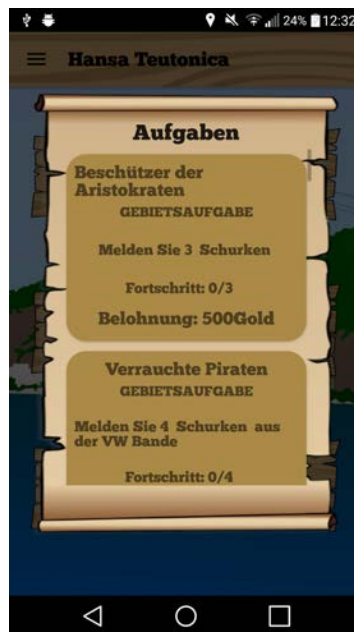 24% 12:32
Hansa Teutonica
Aufgaben
Beschützer der
Aristokraten
GEBIETSAUFGABE
Melden Sie 3 Schurken
Fortschritt: 0/3
Belohnung: 500Gold
Verrauchte Piraten
GEBIETSAUFGABE
Melden Sie 4 Schurken aus
der VW Bande
Fortschritt: 0/4